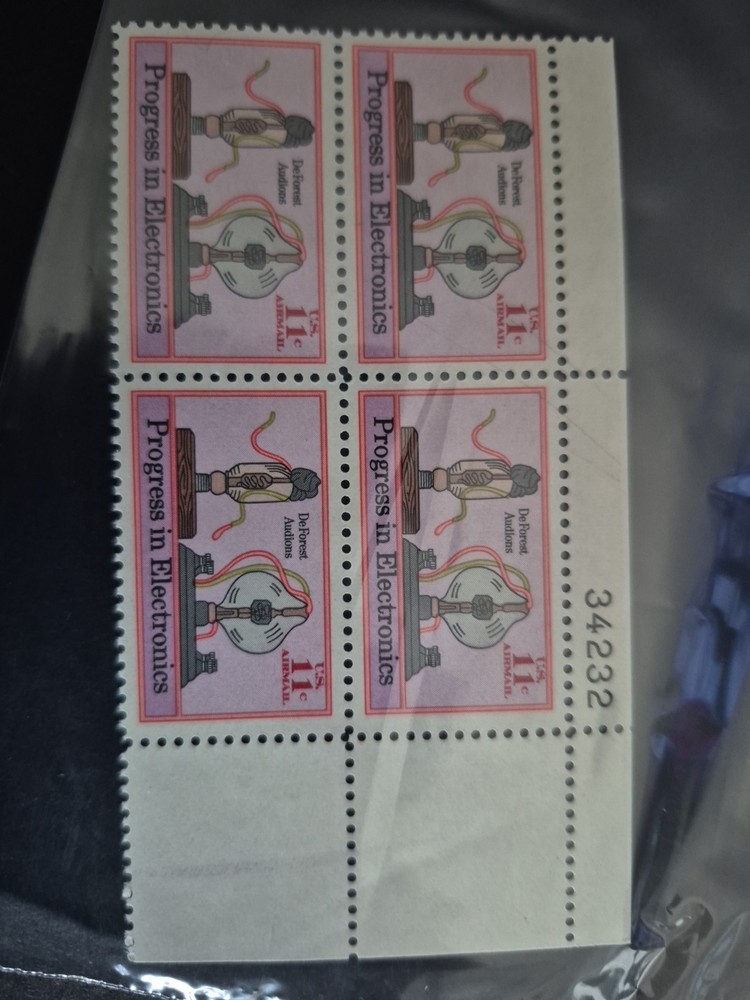 U.S.
11c
AIRMAIL
DeForest
Audions
Progress in Electronics
U.S.
11c
AIRMAIL
DeForest
Audions
Progress in Electronics
U.S.
11c
AIRMAIL
DeForest
Audions
Progress in Electronics
U.S.
11c
AIRMAIL
DeForest
Audions
Progress in Electronics
34232